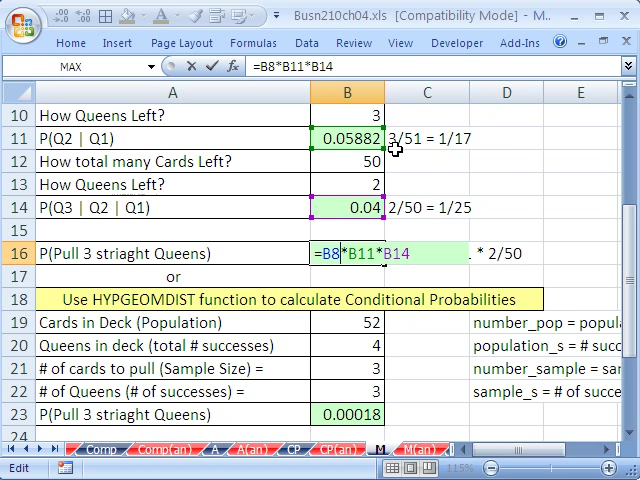 Busn210ch04.xls [Compatibility Mode] - M...
Home Insert Page Layout Formulas Data Review View Developer Add-Ins
MAX =B8*B11*B14
A B C D E
10 How Queens Left? 3
11 P(Q2 | Q1) 0.05882 3/51 = 1/17
12 How total many Cards Left? 50
13 How Queens Left? 2
14 P(Q3 | Q2 | Q1) 0.04 2/50 = 1/25
15
16 P(Pull 3 striaght Queens) =B8*B11*B14 * 2/50
17 or
18 Use HYPGEOMDIST function to calculate Conditional Probabilities
19 Cards in Deck (Population) 52 number_pop = popula
20 Queens in deck (total # successes) 4 population_s = # succ
21 # of cards to pull (Sample Size) = 3 number_sample = sam
22 # of Queens (# of successes) = 3 sample_s = # of succe
23 P(Pull 3 striaght Queens) 0.00018
24
Comp Comp(an) A A(an) CP CP(an) M M(an)
Edit 115%